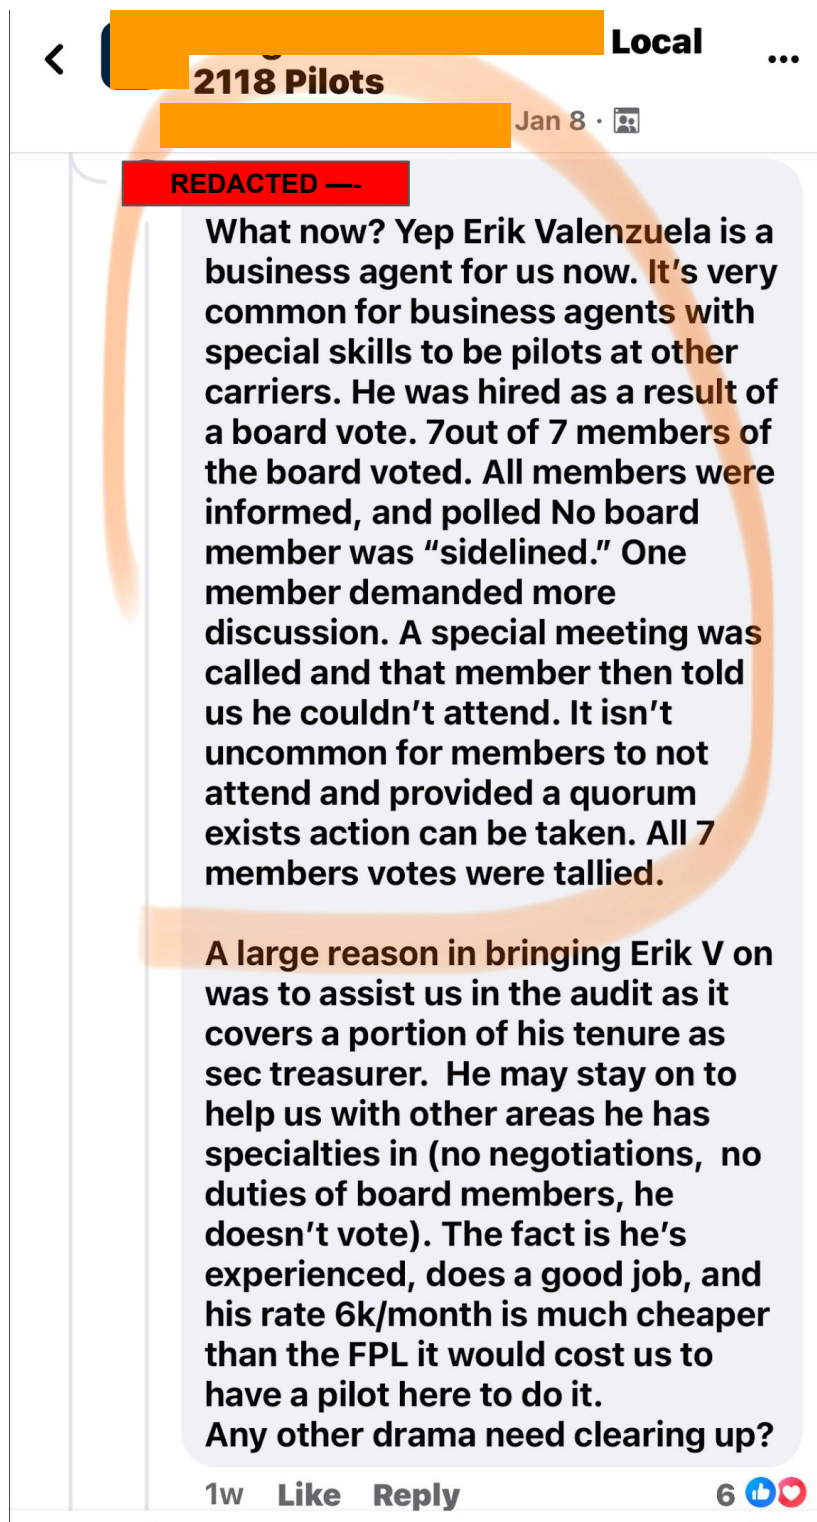 Local
2118 Pilots
Jan 8 ·
REDACTED —-
What now? Yep Erik Valenzuela is a
business agent for us now. It’s very
common for business agents with
special skills to be pilots at other
carriers. He was hired as a result of
a board vote. 7out of 7 members of
the board voted. All members were
informed, and polled No board
member was “sidelined.” One
member demanded more
discussion. A special meeting was
called and that member then told
us he couldn’t attend. It isn’t
uncommon for members to not
attend and provided a quorum
exists action can be taken. All 7
members votes were tallied.
A large reason in bringing Erik V on
was to assist us in the audit as it
covers a portion of his tenure as
sec treasurer.  He may stay on to
help us with other areas he has
specialties in (no negotiations,  no
duties of board members, he
doesn’t vote). The fact is he’s
experienced, does a good job, and
his rate 6k/month is much cheaper
than the FPL it would cost us to
have a pilot here to do it.
Any other drama need clearing up?
1w Like Reply 6